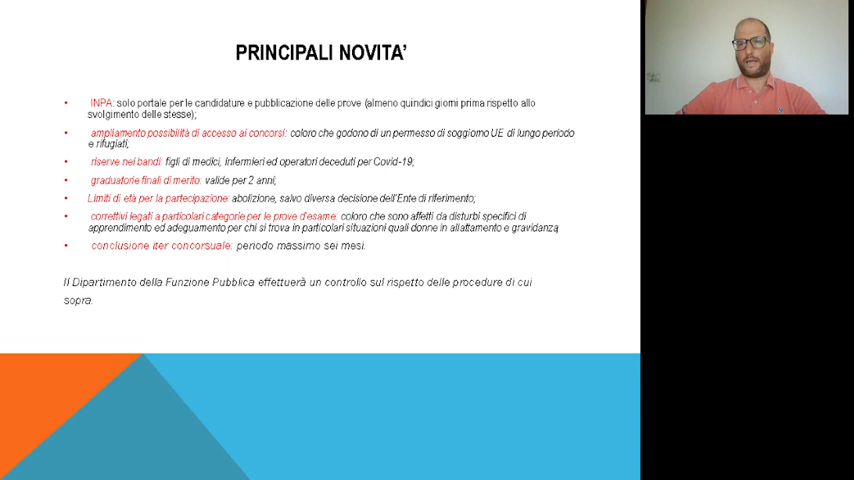 PRINCIPALI NOVITA'
• INPA: solo portale per le candidature e pubblicazione delle prove (almeno quindici giorni prima rispetto allo
svolgimento delle stesse);
• ampliamento possibilità di accesso ai concorsi: coloro che godono di un permesso di soggiorno UE di lungo periodo
e rifugiati;
• riserve nei bandi: figli di medici, Infermieri ed operatori deceduti per Covid-19;
• graduatorie finali di merito: valide per 2 anni;
• Limiti di età per la partecipazione: abolizione, salvo diversa decisione dell'Ente di riferimento;
• correttivi legati a particolari categorie per le prove d'esame: coloro che sono affetti da disturbi specifici di
apprendimento ed adeguamento per chi si trova in particolari situazioni quali donne in allattamento e gravidanza
• conclusione iter concorsuale: periodo massimo sei mesi.
Il Dipartimento della Funzione Pubblica effettuerà un controllo sul rispetto delle procedure di cui
sopra.